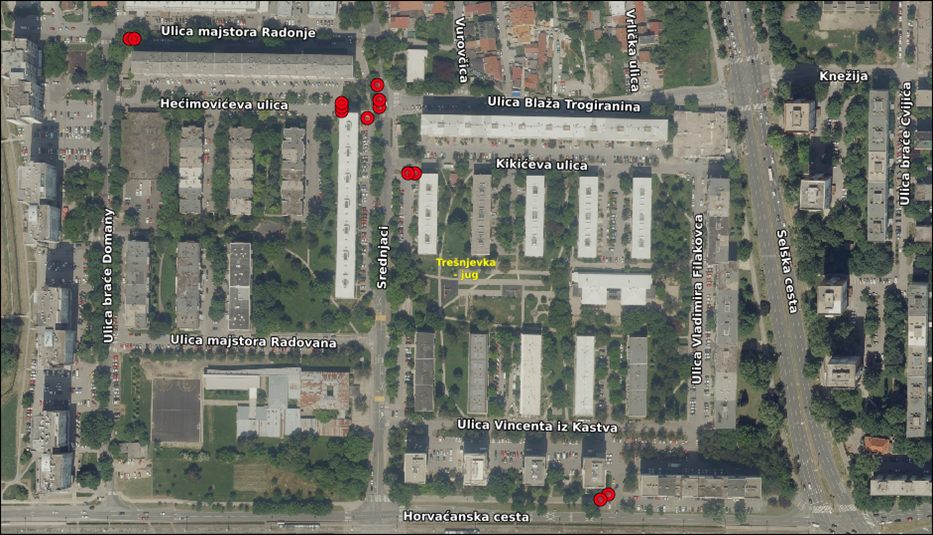 Ulica majstora Radonje
Vurovčica
Vrlička ulica
Knežija
Hećimovićeva ulica
Ulica Blaža Trogiranina
Ulica braće Cvijića
Kikićeva ulica
Ulica braće Domany
Srednjaci
Trešnjevka
- jug
Ulica Vladimira Filakovca
Selska cesta
Ulica majstora Radovana
Ulica Vincenta iz Kastva
Horvaćanska cesta